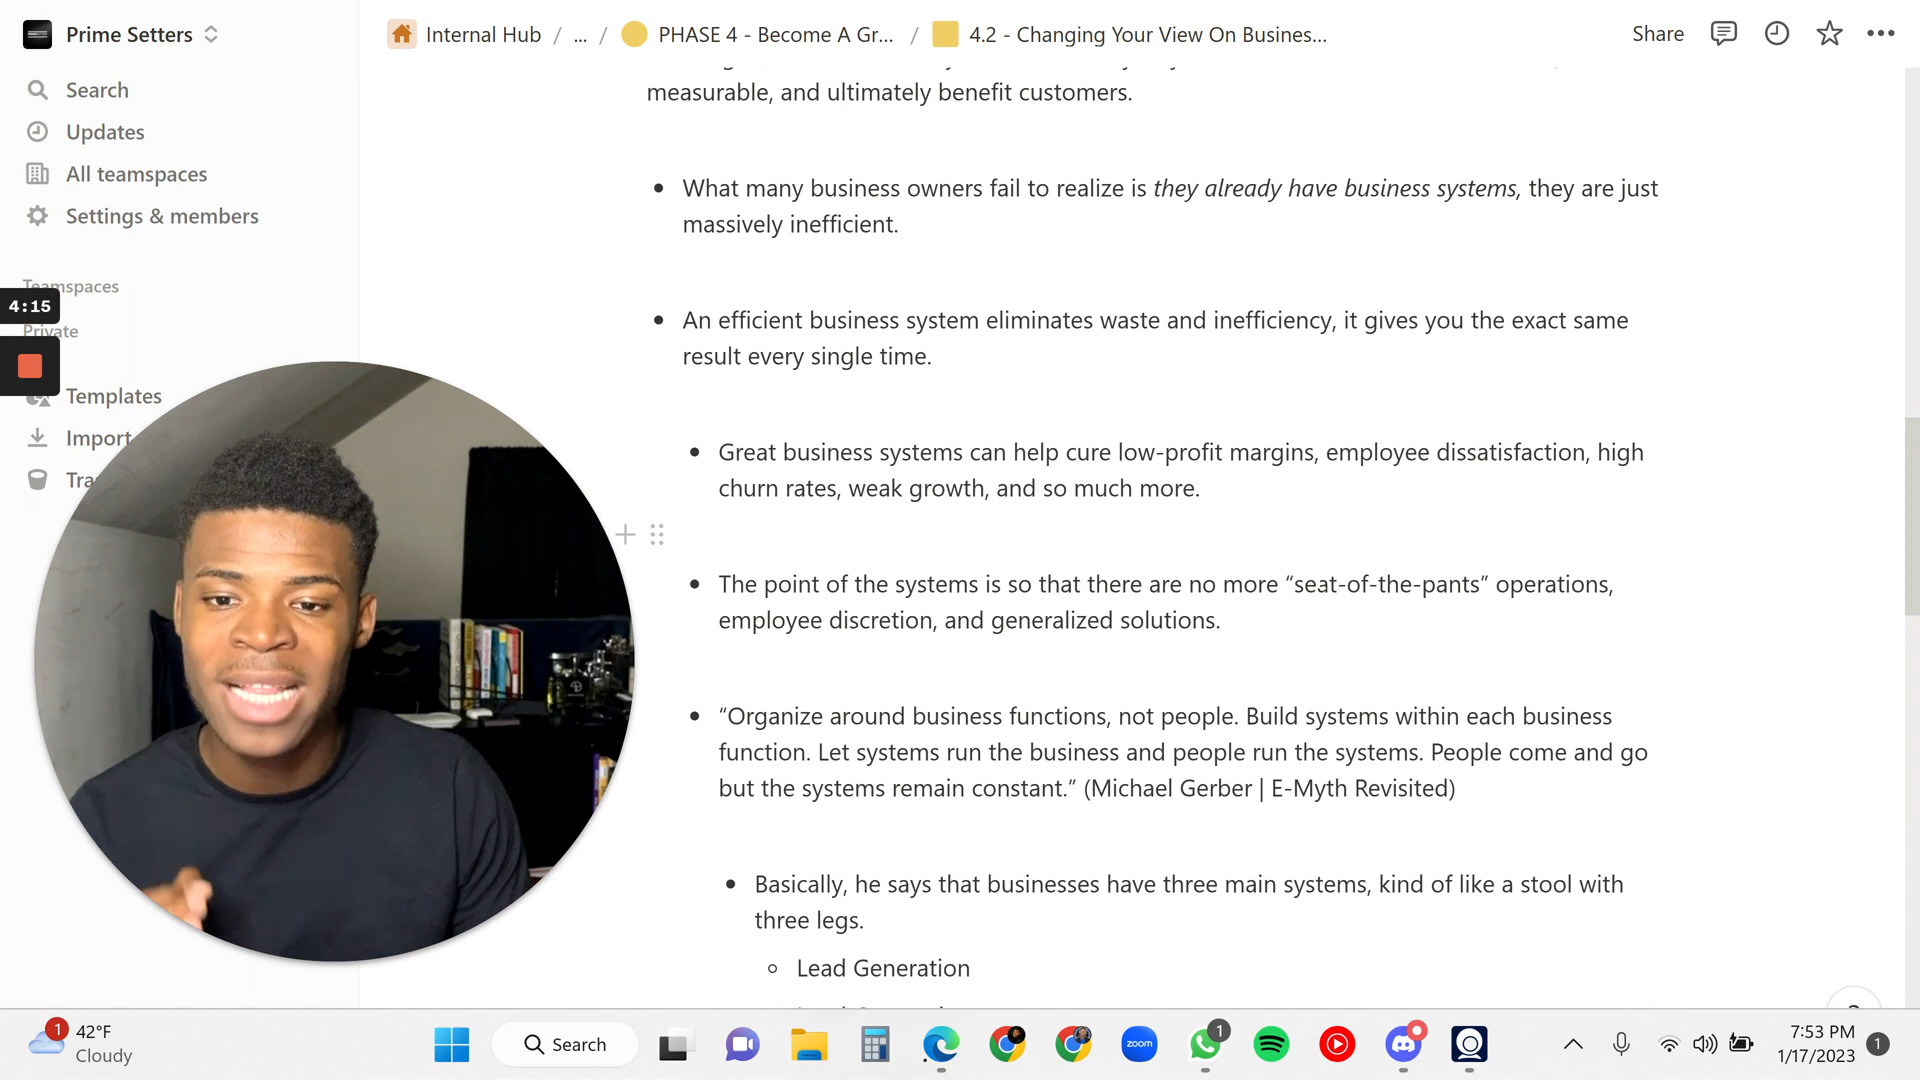 Prime Setters
Internal Hub / ... / PHASE 4 - Become A Gr... / 4.2 - Changing Your View On Busines...
Share
Search
Updates
All teamspaces
Settings & members
Teamspaces
4:15
Private
Templates
Import
Tra
measurable, and ultimately benefit customers.
What many business owners fail to realize is they already have business systems, they are just
massively inefficient.
An efficient business system eliminates waste and inefficiency, it gives you the exact same
result every single time.
Great business systems can help cure low-profit margins, employee dissatisfaction, high
churn rates, weak growth, and so much more.
The point of the systems is so that there are no more “seat-of-the-pants” operations,
employee discretion, and generalized solutions.
“Organize around business functions, not people. Build systems within each business
function. Let systems run the business and people run the systems. People come and go
but the systems remain constant.” (Michael Gerber | E-Myth Revisited)
Basically, he says that businesses have three main systems, kind of like a stool with
three legs.
Lead Generation
1
42°F
Cloudy
Search
zoom
1
7:53 PM
1/17/2023
1